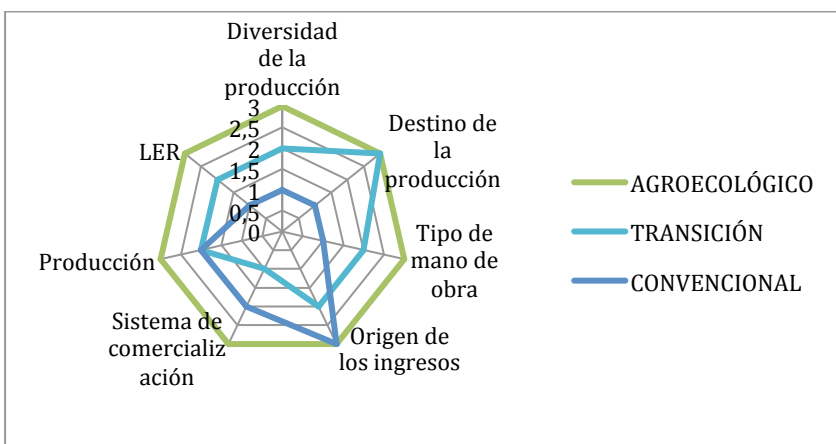 Diversidad
de la
producción
3
2,5
2
1,5
1
0,5
0
Destino de
la
producción
Tipo de
mano de
obra
Origen de
los ingresos
Sistema de
comercializ
ación
Producción
LER
AGROECOLÓGICO
TRANSICIÓN
CONVENCIONAL